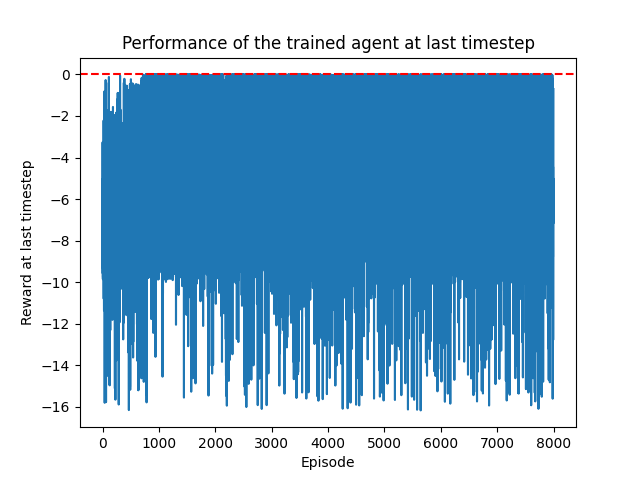 Performance of the trained agent at last timestep
Reward at last timestep
0
−2
−4
−6
−8
−10
−12
−14
−16
0 1000 2000 3000 4000 5000 6000 7000 8000
Episode